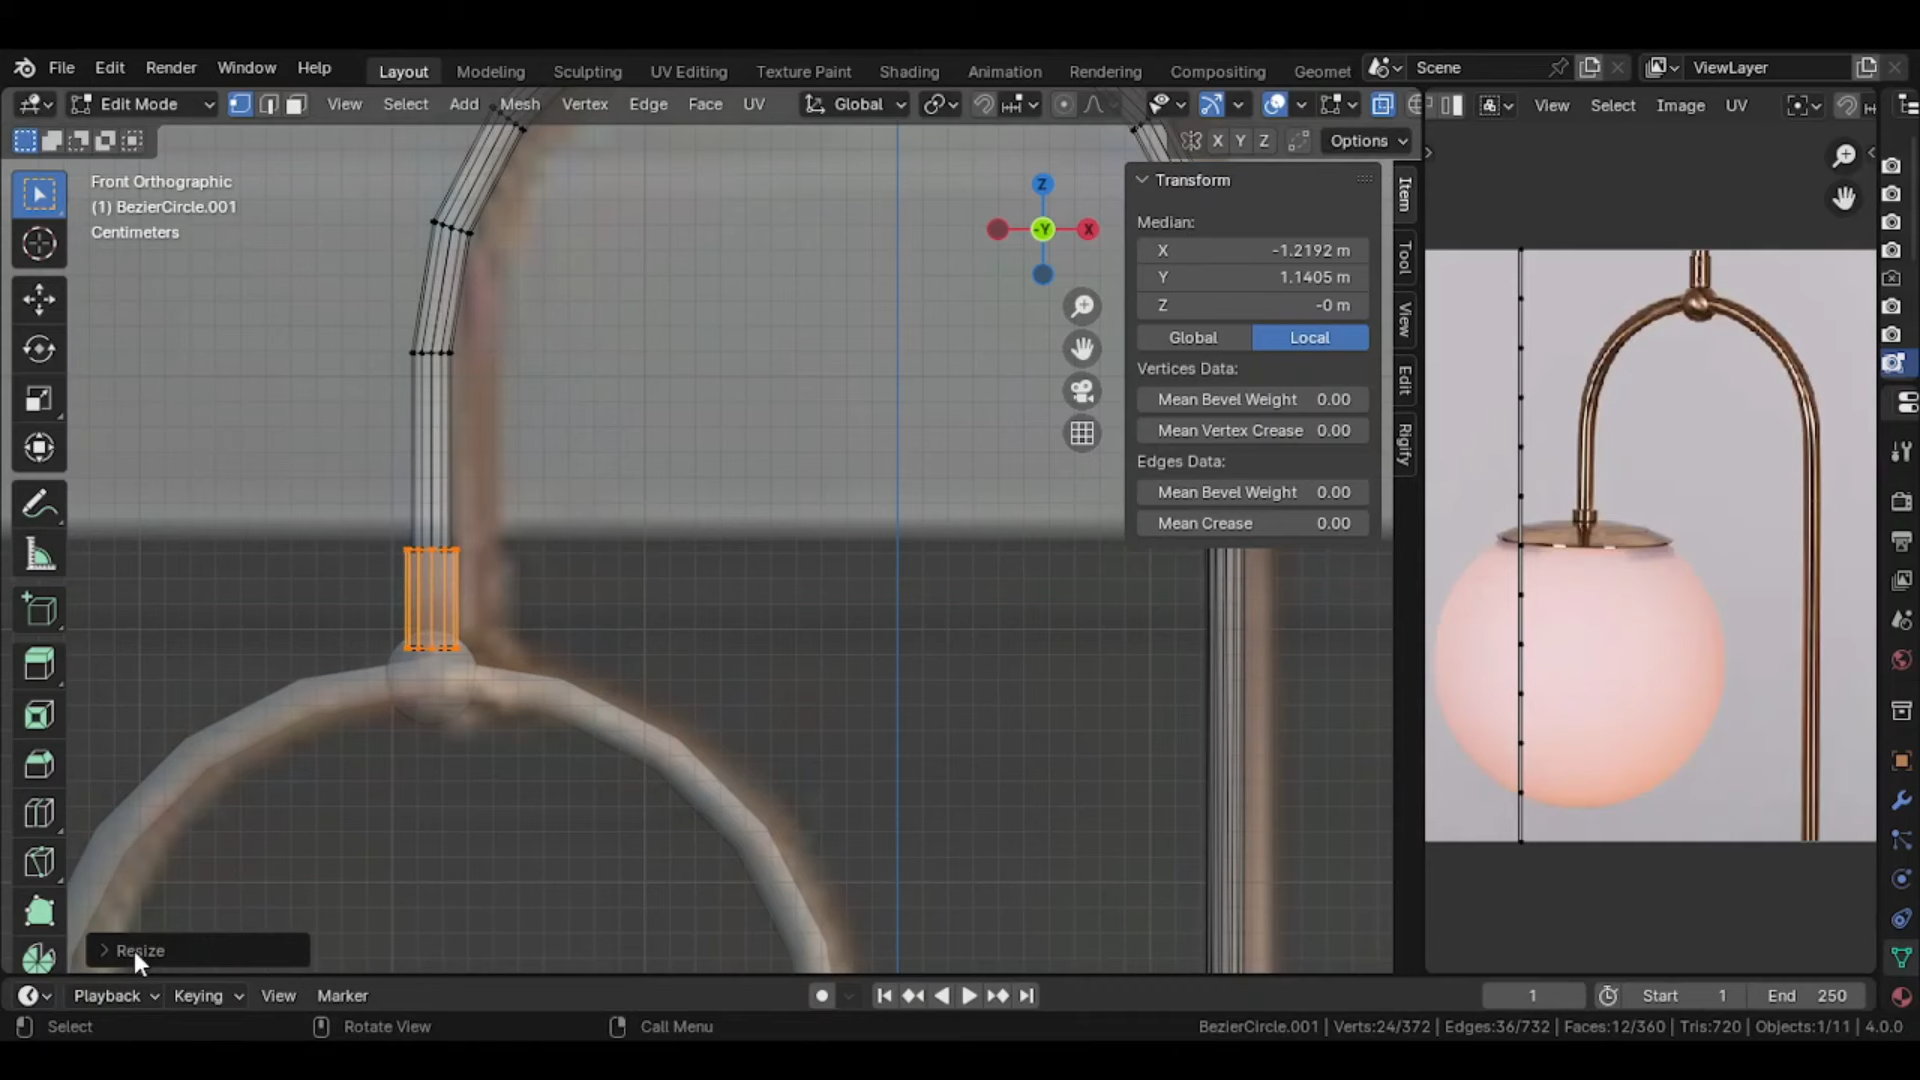 File Edit Render Window Help Layout Modeling Sculpting UV Editing Texture Paint Shading Animation Rendering Compositing Geomet Scene ViewLayer
Edit Mode View Select Add Mesh Vertex Edge Face UV Global View Select Image UV
X Y Z Options
Front Orthographic
(1) BezierCircle.001
Centimeters
Z
-Y
X
Transform
Median:
X -1.2192 m
Y 1.1405 m
Z -0 m
Global Local
Vertices Data:
Mean Bevel Weight 0.00
Mean Vertex Crease 0.00
Edges Data:
Mean Bevel Weight 0.00
Mean Crease 0.00
Item
Tool
View
Edit
Rigify
Resize
Playback Keying View Marker 1 Start 1 End 250
Select Rotate View Call Menu BezierCircle.001 | Verts:24/372 | Edges:36/732 | Faces:12/360 | Tris:720 | Objects:1/11 | 4.0.0